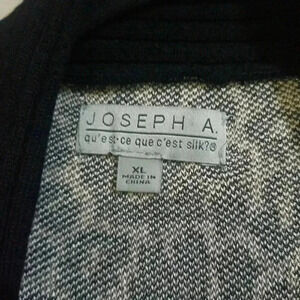 JOSEPH A.
qu'est-ce que c'est silk?®
XL
MADE IN
CHINA